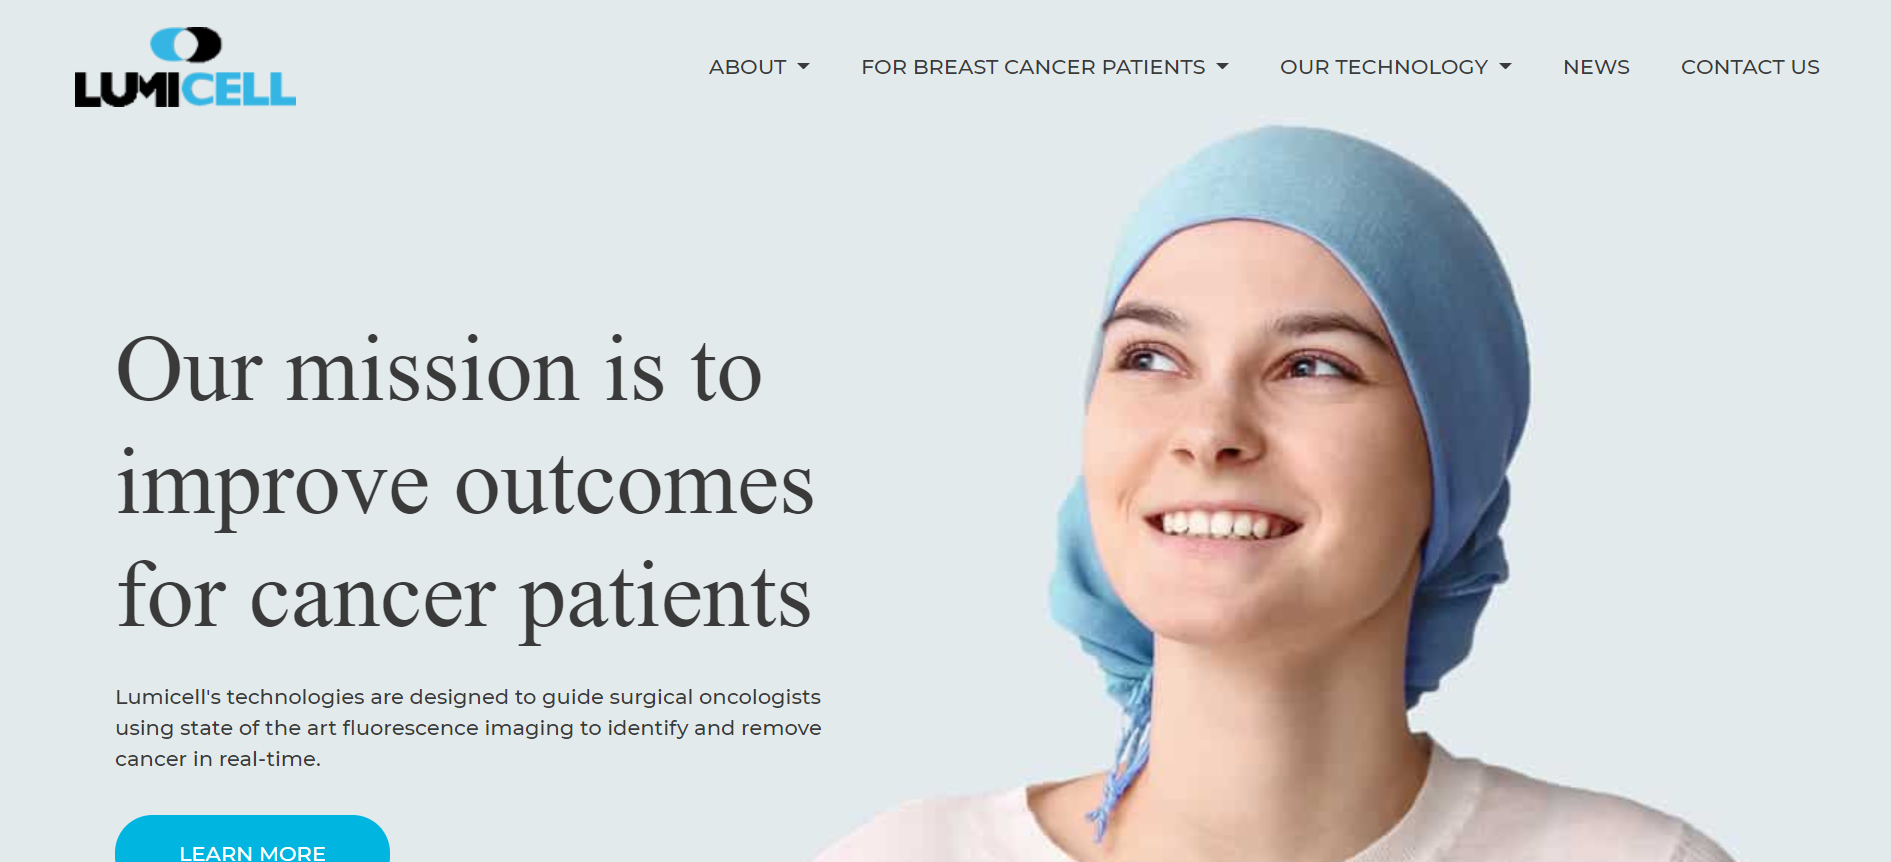 LUMICELL
ABOUT
FOR BREAST CANCER PATIENTS
OUR TECHNOLOGY
NEWS
CONTACT US
Our mission is to
improve outcomes
for cancer patients
Lumicell's technologies are designed to guide surgical oncologists
using state of the art fluorescence imaging to identify and remove
cancer in real-time.
LEARN MORE